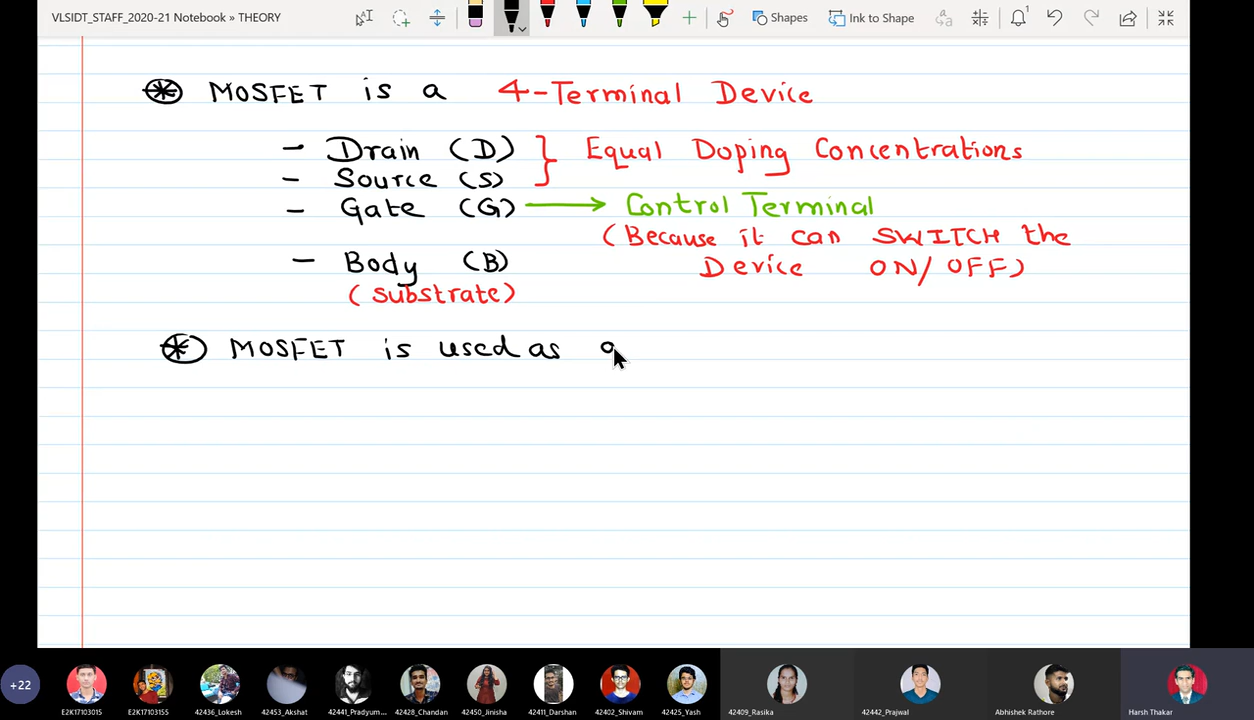 VLSIDT_STAFF_2020-21 Notebook » THEORY
Shapes
Ink to Shape
MOSFET is a 4-Terminal Device
- Drain (D) } Equal Doping Concentrations
- Source (S)
- Gate (G) → Control Terminal
(Because it can SWITCH the
Device ON/OFF)
- Body (B)
(Substrate)
MOSFET is used as a
+22
E2K17103015
E2K17103155
42436_Lokesh
42453_Akshat
42441_Pradyum...
42428_Chandan
42450_Jinisha
42411_Darshan
42402_Shivam
42425_Yash
42409_Rasika
42442_Prajwal
Abhishek Rathore
Harsh Thakar